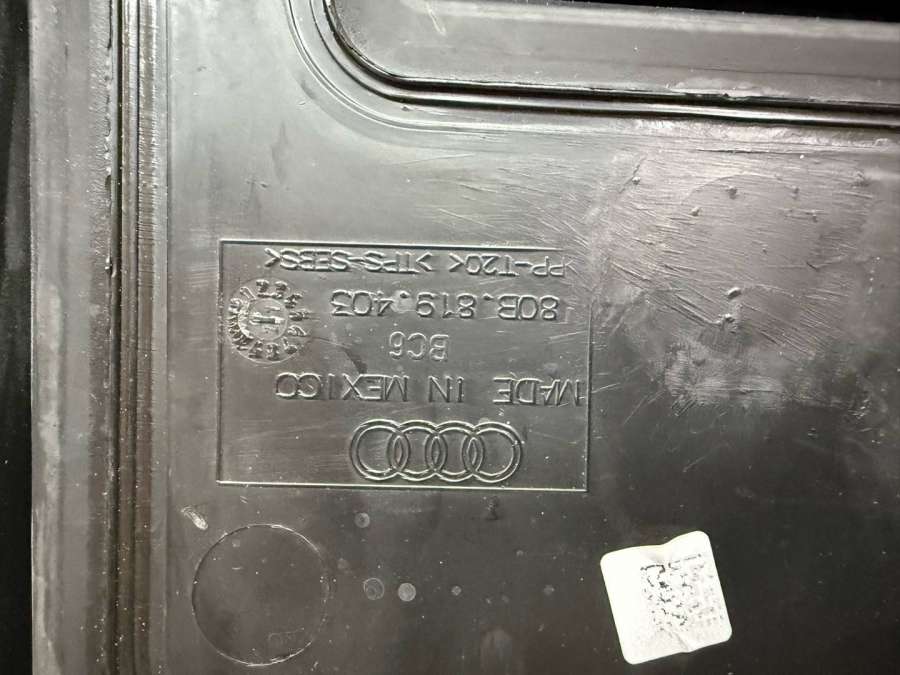 MADE IN MEXICO
BC6
80B.819.403
>PP-T20< >TPS-SEBS<